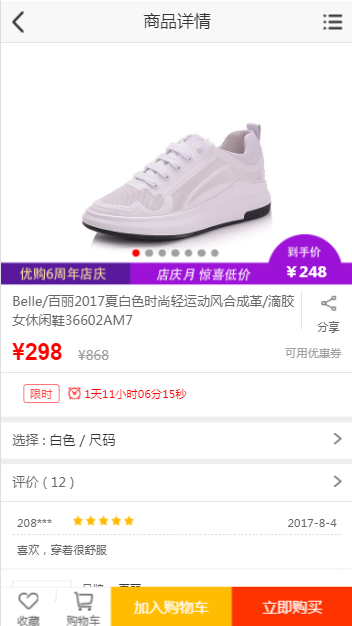 商品详情
到手价
￥248
优购6周年店庆
店庆月 惊喜低价
Belle/百丽2017夏白色时尚轻运动风合成革/滴胶
女休闲鞋36602AM7
分享
¥298 ¥868 可用优惠券
限时 1天11小时06分15秒
选择 : 白色 / 尺码
评价 ( 12 )
208*** 2017-8-4
喜欢，穿着很舒服
收藏
购物车
加入购物车
立即购买